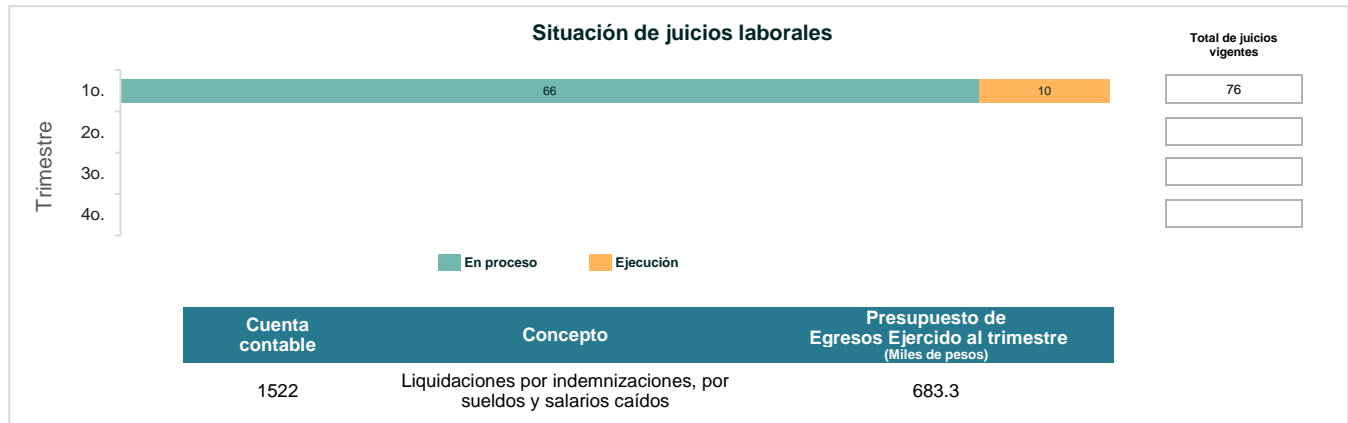 Situación de juicios laborales
Total de juicios
vigentes
Trimestre
1o.
66
10
76
2o.
3o.
4o.
En proceso
Ejecución
Cuenta
contable
Concepto
Presupuesto de
Egresos Ejercido al trimestre
(Miles de pesos)
1522
Liquidaciones por indemnizaciones, por
sueldos y salarios caídos
683.3